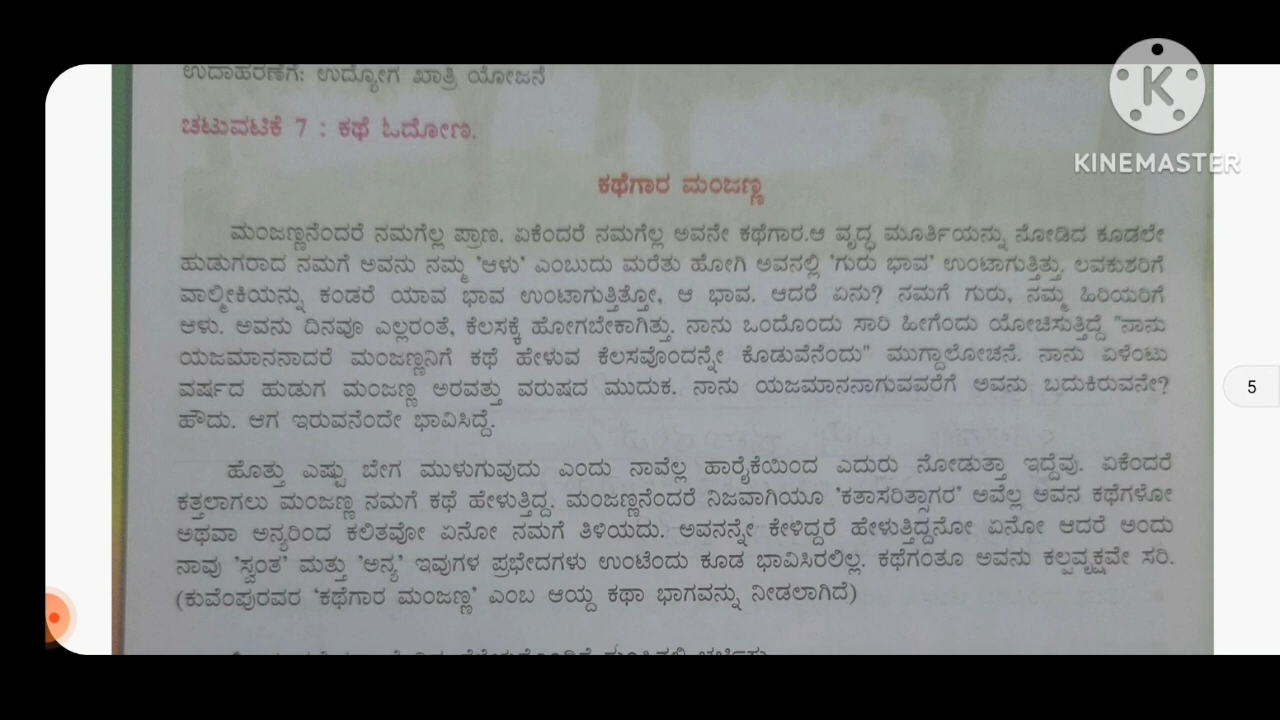 ಉದಾಹರಣೆಗೆ: ಉದ್ಯೋಗ ಖಾತ್ರಿ ಯೋಜನೆ
ಚಟುವಟಿಕೆ 7 : ಕಥೆ ಓದೋಣ.
ಕಥೆಗಾರ ಮಂಜಣ್ಣ
ಮಂಜಣ್ಣನೆಂದರೆ ನಮಗೆಲ್ಲ ಪ್ರಾಣ. ಏಕೆಂದರೆ ನಮಗೆಲ್ಲ ಅವನೇ ಕಥೆಗಾರ.ಆ ವೃದ್ಧ ಮೂರ್ತಿಯನ್ನು ನೋಡಿದ ಕೂಡಲೇ
ಹುಡುಗರಾದ ನಮಗೆ ಅವನು ನಮ್ಮ 'ಆಳು' ಎಂಬುದು ಮರೆತು ಹೋಗಿ ಅವನಲ್ಲಿ 'ಗುರು ಭಾವ' ಉಂಟಾಗುತ್ತಿತ್ತು. ಲವಕುಶರಿಗೆ
ವಾಲ್ಮೀಕಿಯನ್ನು ಕಂಡರೆ ಯಾವ ಭಾವ ಉಂಟಾಗುತ್ತಿತ್ತೋ, ಆ ಭಾವ. ಆದರೆ ಏನು? ನಮಗೆ ಗುರು, ನಮ್ಮ ಹಿರಿಯರಿಗೆ
ಆಳು. ಅವನು ದಿನವೂ ಎಲ್ಲರಂತೆ, ಕೆಲಸಕ್ಕೆ ಹೋಗಬೇಕಾಗಿತ್ತು. ನಾನು ಒಂದೊಂದು ಸಾರಿ ಹೀಗೆಂದು ಯೋಚಿಸುತ್ತಿದ್ದೆ "ನಾನು
ಯಜಮಾನನಾದರೆ ಮಂಜಣ್ಣನಿಗೆ ಕಥೆ ಹೇಳುವ ಕೆಲಸವೊಂದನ್ನೇ ಕೊಡುವೆನೆಂದು" ಮುಗ್ದಾಲೋಚನೆ. ನಾನು ಏಳೆಂಟು
ವರ್ಷದ ಹುಡುಗ ಮಂಜಣ್ಣ ಅರವತ್ತು ವರುಷದ ಮುದುಕ. ನಾನು ಯಜಮಾನನಾಗುವವರೆಗೆ ಅವನು ಬದುಕಿರುವನೇ?
ಹೌದು. ಆಗ ಇರುವನೆಂದೇ ಭಾವಿಸಿದ್ದೆ.
ಹೊತ್ತು ಎಷ್ಟು ಬೇಗ ಮುಳುಗುವುದು ಎಂದು ನಾವೆಲ್ಲ ಹಾರೈಕೆಯಿಂದ ಎದುರು ನೋಡುತ್ತಾ ಇದ್ದೆವು. ಏಕೆಂದರೆ
ಕತ್ತಲಾಗಲು ಮಂಜಣ್ಣ ನಮಗೆ ಕಥೆ ಹೇಳುತ್ತಿದ್ದ. ಮಂಜಣ್ಣನೆಂದರೆ ನಿಜವಾಗಿಯೂ 'ಕತಾಸರಿತ್ಸಾಗರ' ಅವೆಲ್ಲ ಅವನ ಕಥೆಗಳೋ
ಅಥವಾ ಅನ್ಯರಿಂದ ಕಲಿತವೋ ಏನೋ ನಮಗೆ ತಿಳಿಯದು. ಅವನನ್ನೇ ಕೇಳಿದ್ದರೆ ಹೇಳುತ್ತಿದ್ದನೋ ಏನೋ ಆದರೆ ಅಂದು
ನಾವು 'ಸ್ವಂತ' ಮತ್ತು 'ಅನ್ಯ' ಇವುಗಳ ಪ್ರಭೇದಗಳು ಉಂಟೆಂದು ಕೂಡ ಭಾವಿಸಿರಲಿಲ್ಲ. ಕಥೆಗಂತೂ ಅವನು ಕಲ್ಪವೃಕ್ಷವೇ ಸರಿ.
(ಕುವೆಂಪುರವರ 'ಕಥೆಗಾರ ಮಂಜಣ್ಣ' ಎಂಬ ಆಯ್ದ ಕಥಾ ಭಾಗವನ್ನು ನೀಡಲಾಗಿದೆ)
K
KINEMASTER
5